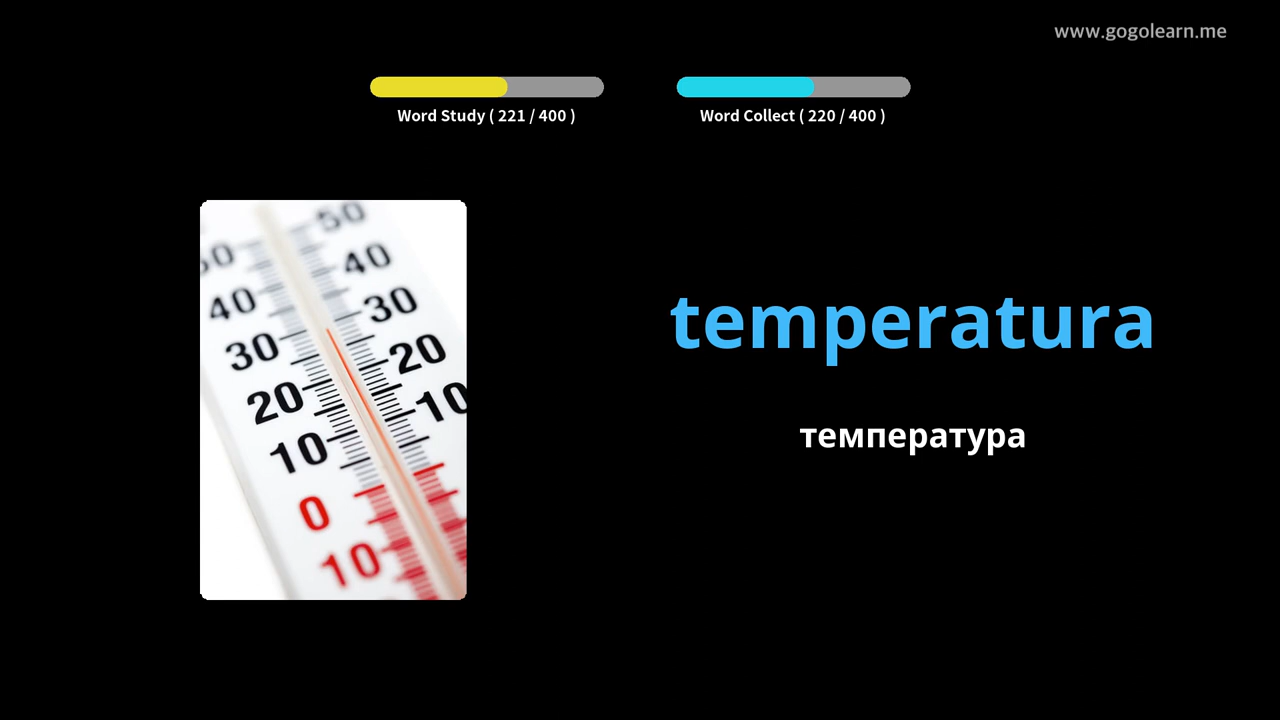 www.gogolearn.me
Word Study ( 221 / 400 )
Word Collect ( 220 / 400 )
50
50
40
40
30
30
20
20
10
10
0
10
temperatura
температура